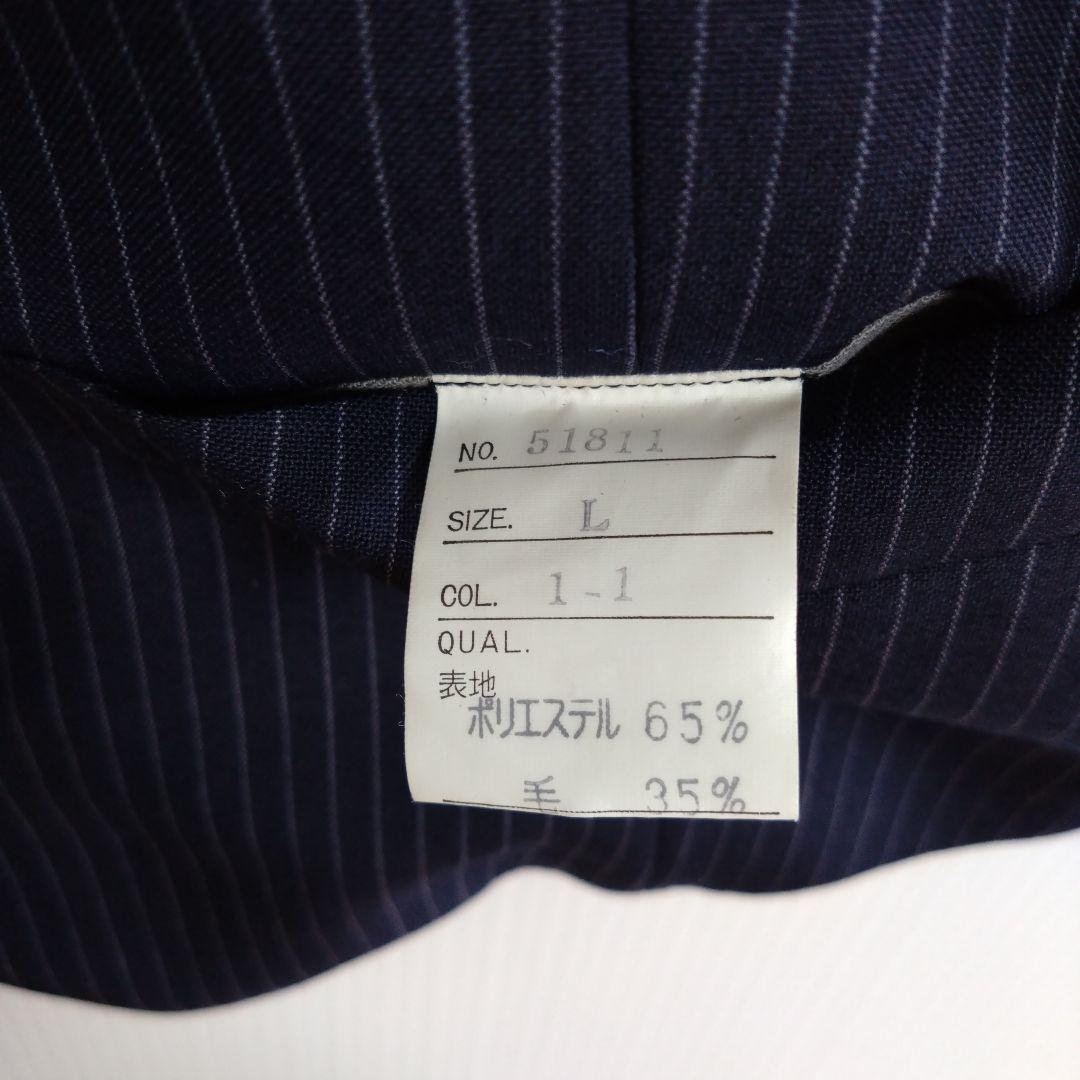 NO. 51811
SIZE. L
COL. 1-1
QUAL.
表地
ポリエステル 65%
毛 35%